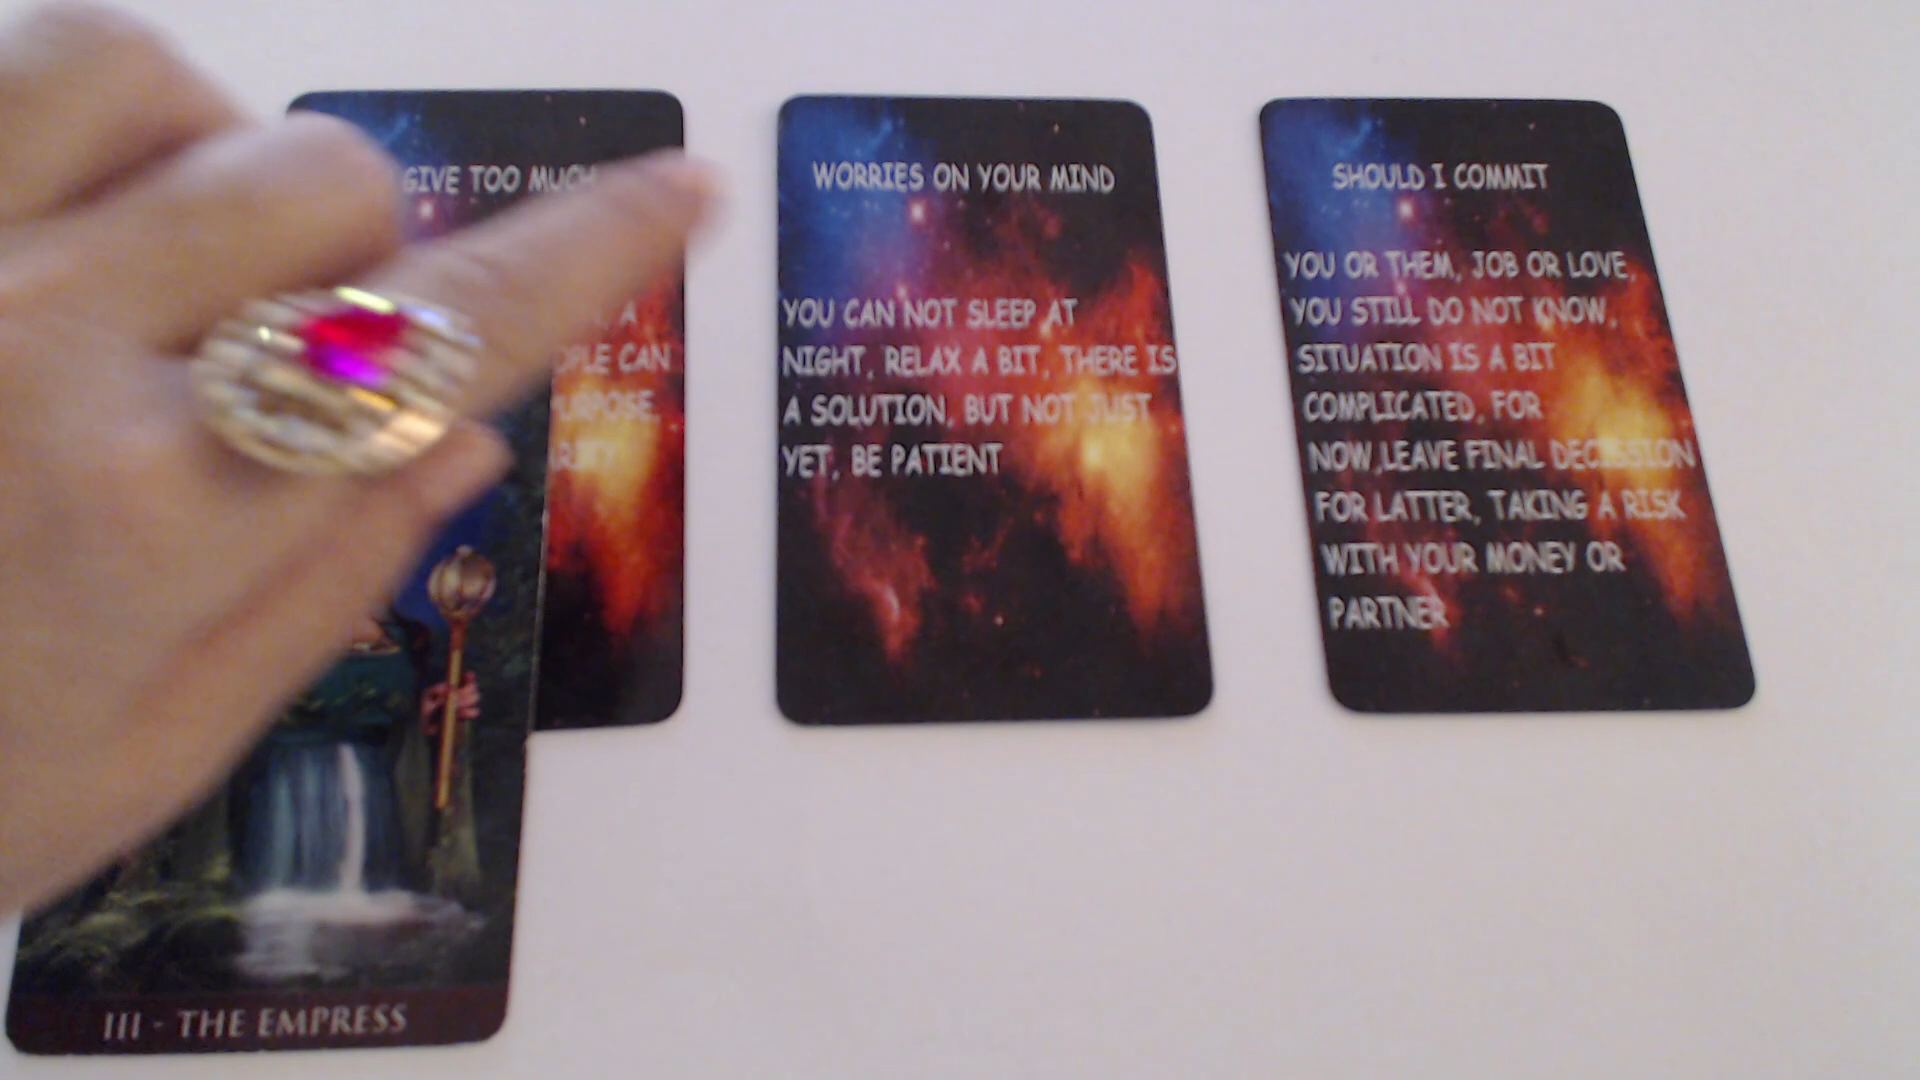 GIVE TOO MUCH
A
CAN
PURPOSE.
WORRIES ON YOUR MIND
YOU CAN NOT SLEEP AT
NIGHT, RELAX A BIT, THERE IS
A SOLUTION, BUT NOT JUST
YET, BE PATIENT
SHOULD I COMMIT
YOU OR THEM, JOB OR LOVE,
YOU STILL DO NOT KNOW,
SITUATION IS A BIT
COMPLICATED, FOR
NOW,LEAVE FINAL DECISSION
FOR LATTER, TAKING A RISK
WITH YOUR MONEY OR
PARTNER
III - THE EMPRESS